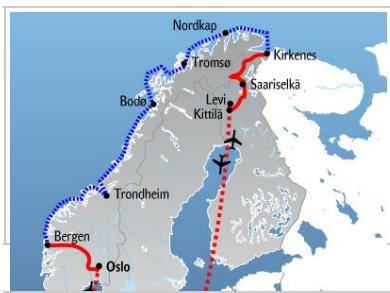 Nordkap
Kirkenes
Tromsø
Saariselkä
Bodø
Levi
Kittilä
Trondheim
Bergen
Oslo